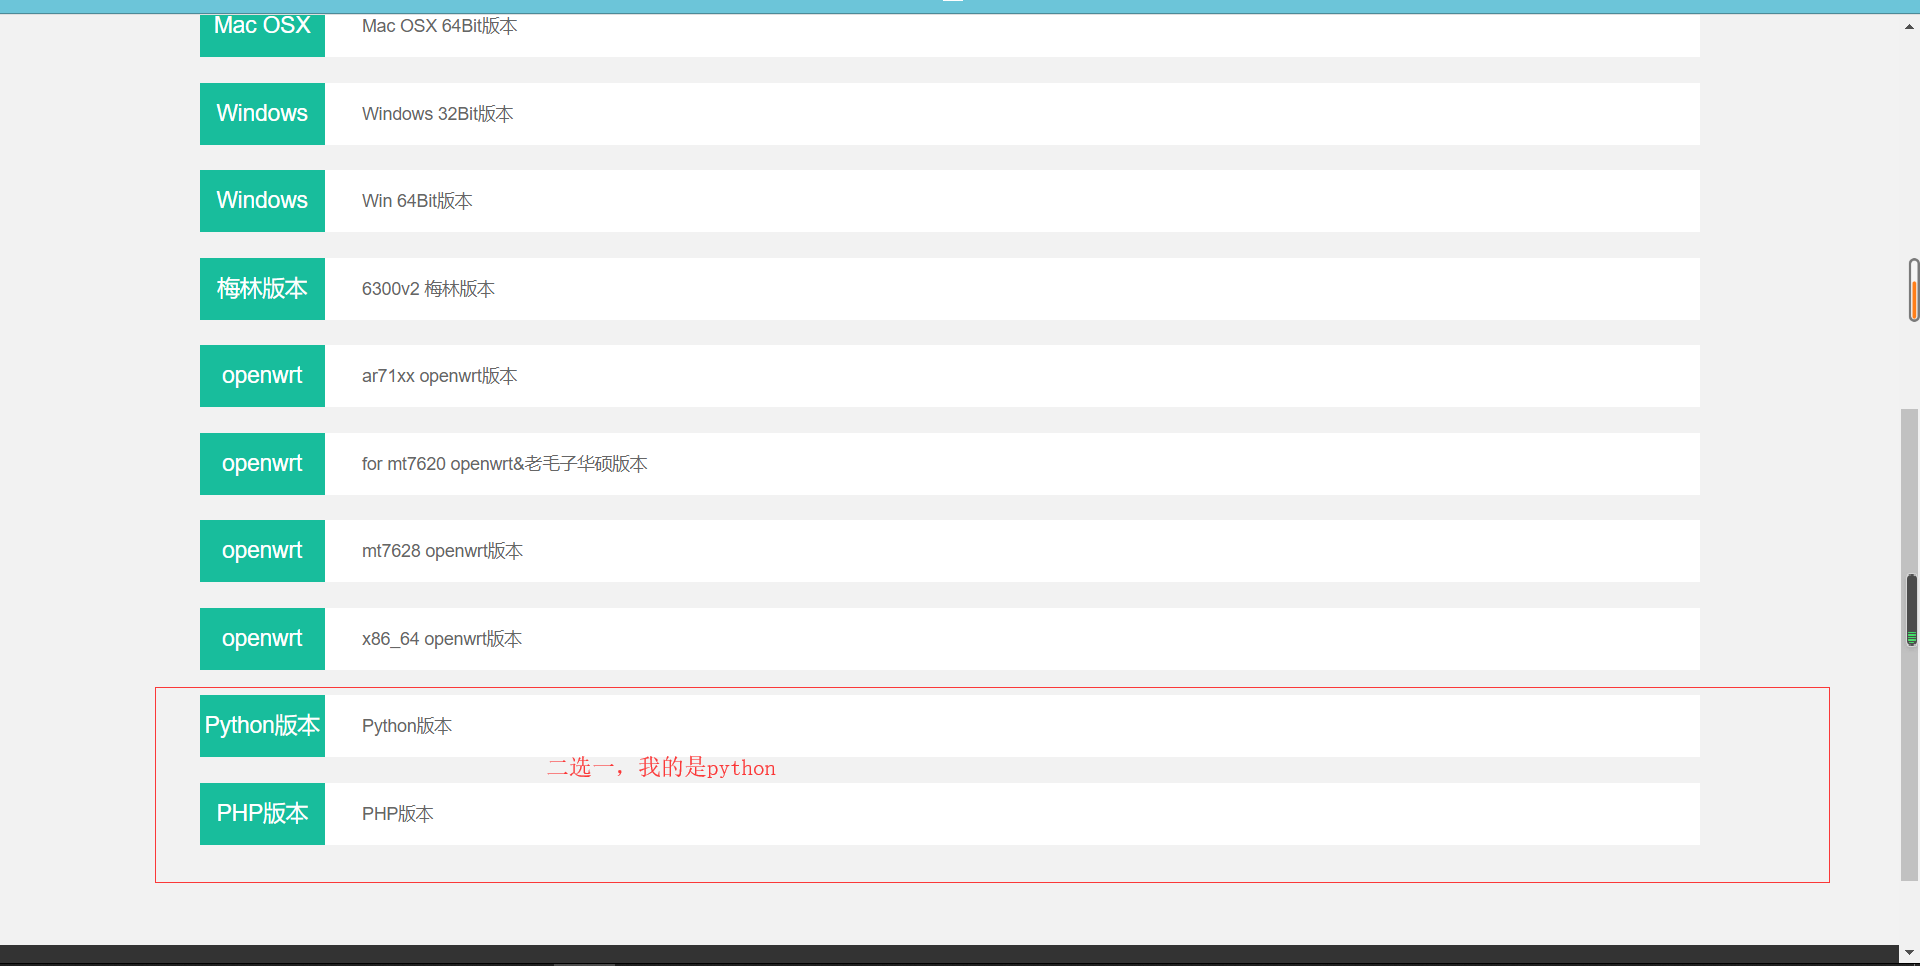 Mac OSX Mac OSX 64Bit版本
Windows Windows 32Bit版本
Windows Win 64Bit版本
梅林版本 6300v2 梅林版本
openwrt ar71xx openwrt版本
openwrt for mt7620 openwrt&老毛子华硕版本
openwrt mt7628 openwrt版本
openwrt x86_64 openwrt版本
Python版本 Python版本
二选一，我的是python
PHP版本 PHP版本